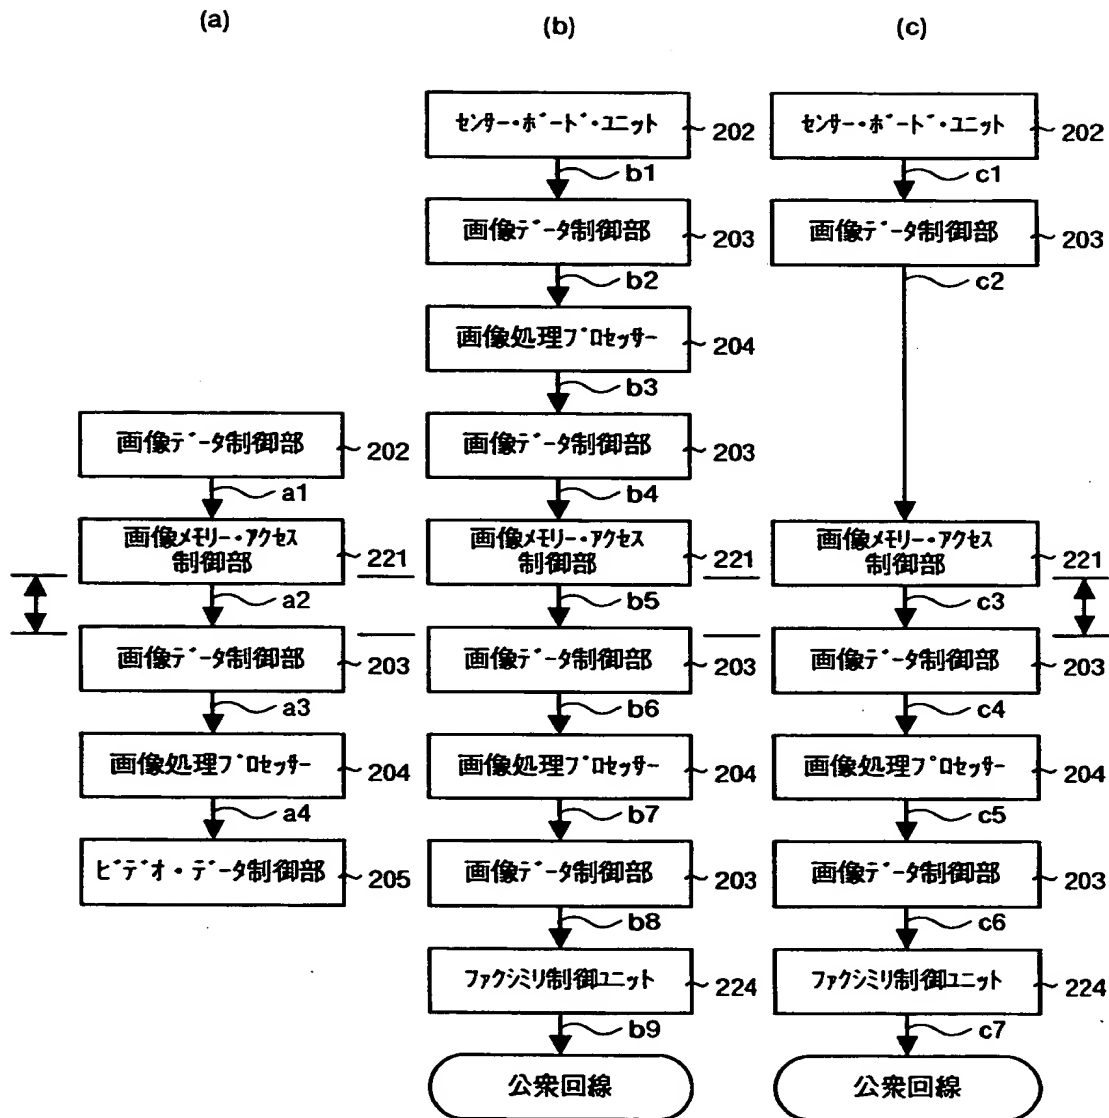 (a)
画像データ制御部
202
a1
画像メモリー・アクセス
制御部
221
a2
画像データ制御部
203
a3
画像処理プロセッサー
204
a4
ビデオ・データ制御部
205
(b)
センサー・ボード・ユニット
202
b1
画像データ制御部
203
b2
画像処理プロセッサー
204
b3
画像データ制御部
203
b4
画像メモリー・アクセス
制御部
221
b5
画像データ制御部
203
b6
画像処理プロセッサー
204
b7
画像データ制御部
203
b8
ファクシミリ制御ユニット
224
b9
公衆回線
(c)
センサー・ボード・ユニット
202
c1
画像データ制御部
203
c2
画像メモリー・アクセス
制御部
221
c3
画像データ制御部
203
c4
画像処理プロセッサー
204
c5
画像データ制御部
203
c6
ファクシミリ制御ユニット
224
c7
公衆回線